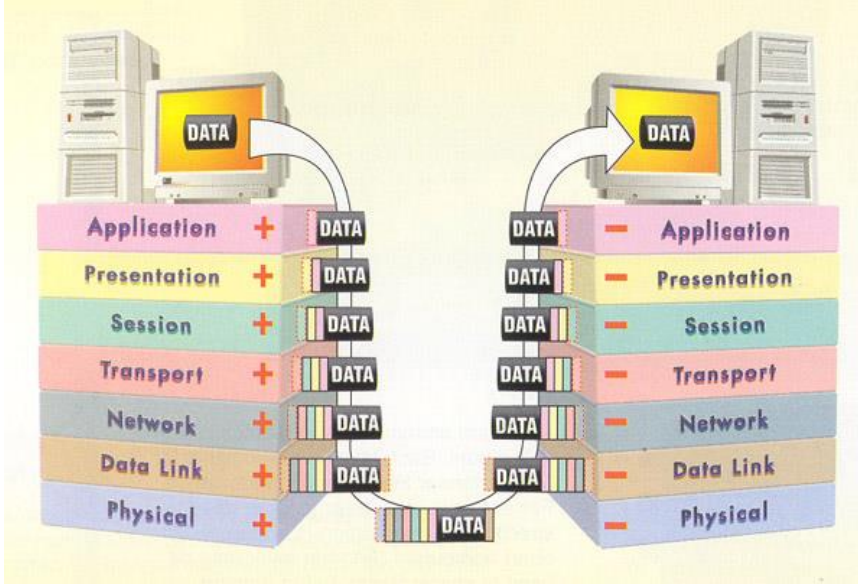 DATA
DATA
Application + DATA
DATA − Application
Presentation + DATA
DATA − Presentation
Session + DATA
DATA − Session
Transport + DATA
DATA − Transport
Network + DATA
DATA − Network
Data Link + DATA
DATA − Data Link
Physical +
− Physical
DATA